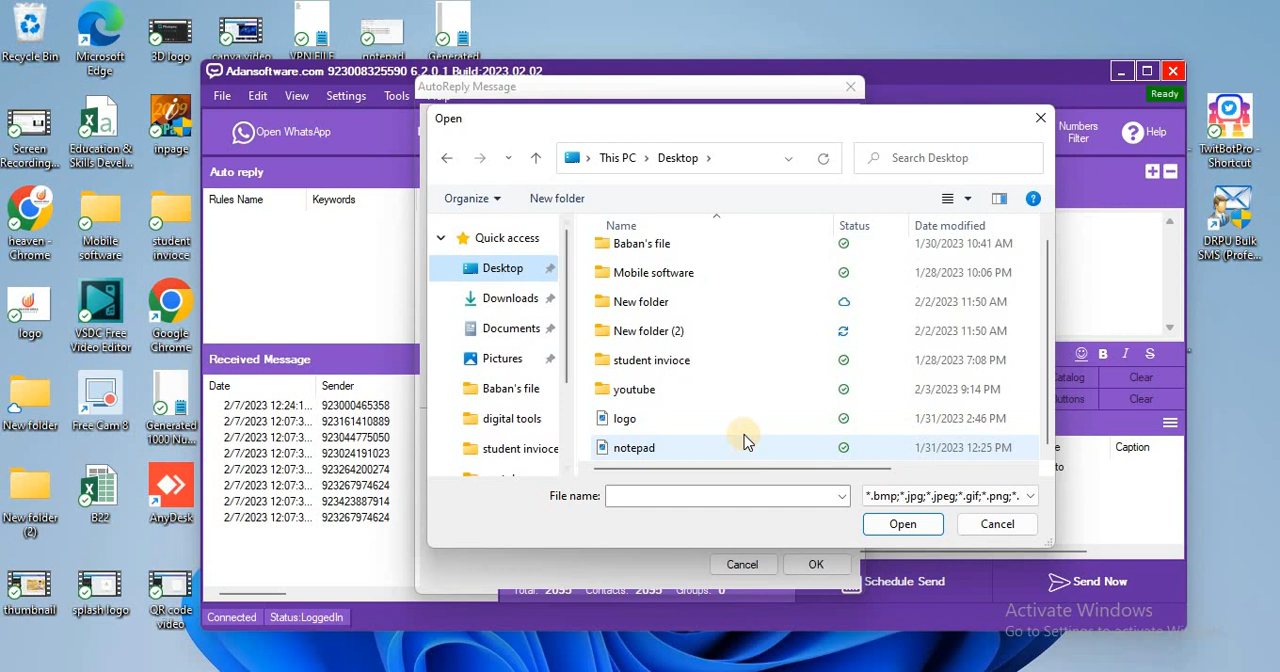 Recycle Bin
Microsoft
Edge
3D logo
canva video
VPN FILE
notepad
Generated
Screen
Recording...
Education &
Skills Devel...
inpage
heaven -
Chrome
Mobile
software
student
invioce
logo
VSDC Free
Video Editor
Google
Chrome
New folder
Free Cam 8
Generated
1000 Nu...
New folder
(2)
B22
AnyDesk
thumbnail
splash logo
QR code
video
TwitBotPro -
Shortcut
DRPU Bulk
SMS (Profe...
Adansoftware.com 923008325590 6.2.0.1 Build:2023.02.02
File Edit View Settings Tools Help
Ready
Open WhatsApp
Numbers
Filter
Help
Auto reply
Rules Name Keywords
Received Message
Date Sender
2/7/2023 12:24:1... 923000465358
2/7/2023 12:07:3... 923161410889
2/7/2023 12:07:3... 923044775050
2/7/2023 12:07:3... 923024191023
2/7/2023 12:07:3... 923264200274
2/7/2023 12:07:3... 923267974624
2/7/2023 12:07:3... 923423887914
2/7/2023 12:07:3... 923267974624
Connected Status:LoggedIn
AutoReply Message
Open
This PC Desktop
Search Desktop
Organize New folder
Quick access
Desktop
Downloads
Documents
Pictures
Baban's file
digital tools
student invioce
Name Status Date modified
Baban's file 1/30/2023 10:41 AM
Mobile software 1/28/2023 10:06 PM
New folder 2/2/2023 11:50 AM
New folder (2) 2/2/2023 11:50 AM
student invioce 1/28/2023 7:08 PM
youtube 2/3/2023 9:14 PM
logo 1/31/2023 2:46 PM
notepad 1/31/2023 12:25 PM
File name: *.bmp;*.jpg;*.jpeg;*.gif;*.png;*.
Open Cancel
Cancel OK
B I S
Catalog Clear
Buttons Clear
Caption
to
Total: 2095 Contacts: 2095 Groups: 0
Schedule Send Send Now
Activate Windows
Go to Settings to activate